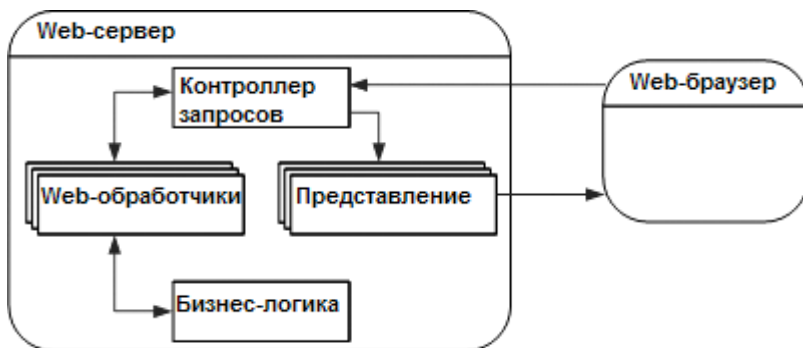 Web-сервер
Контроллер
запросов
Web-браузер
Web-обработчики
Представление
Бизнес-логика